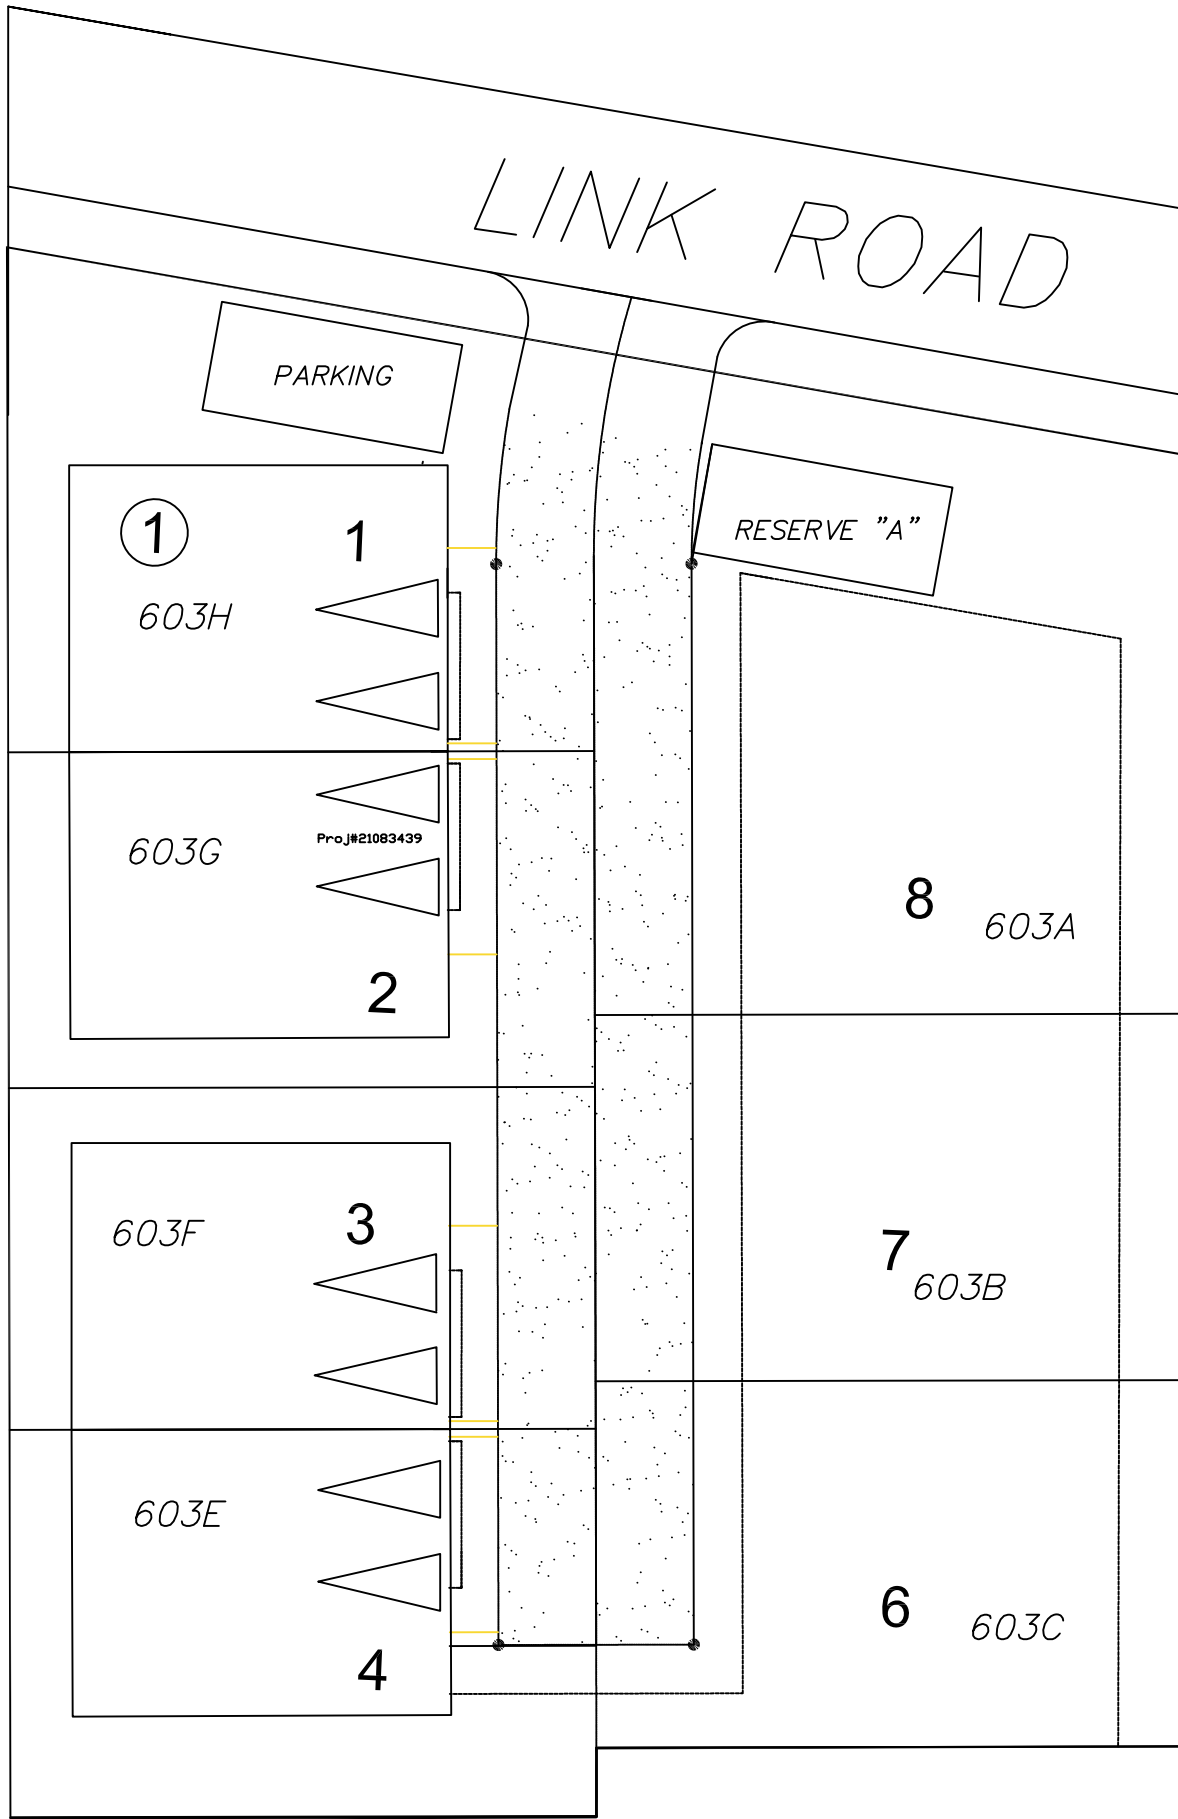 LINK ROAD
PARKING
RESERVE "A"
1
1
603H
603G
Proj#21083439
2
8
603A
603F
3
7
603B
603E
4
6
603C